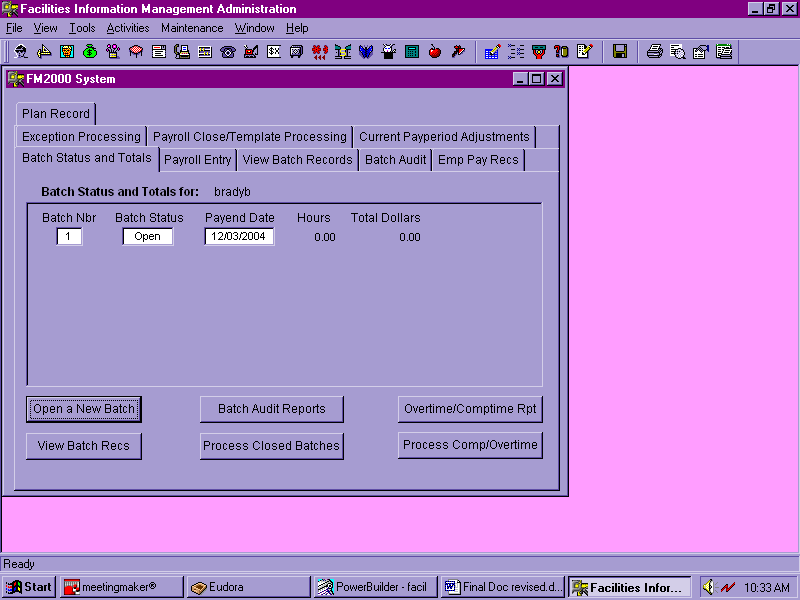 Facilities Information Management Administration
File View Tools Activities Maintenance Window Help
FM2000 System
Plan Record
Exception Processing Payroll Close/Template Processing Current Payperiod Adjustments
Batch Status and Totals Payroll Entry View Batch Records Batch Audit Emp Pay Recs
Batch Status and Totals for: bradyb
Batch Nbr Batch Status Payend Date Hours Total Dollars
1 Open 12/03/2004 0.00 0.00
Open a New Batch Batch Audit Reports Overtime/Comptime Rpt
View Batch Recs Process Closed Batches Process Comp/Overtime
Ready
Start meetingmaker® Eudora PowerBuilder - facil Final Doc revised.d... Facilities Infor... 10:33 AM